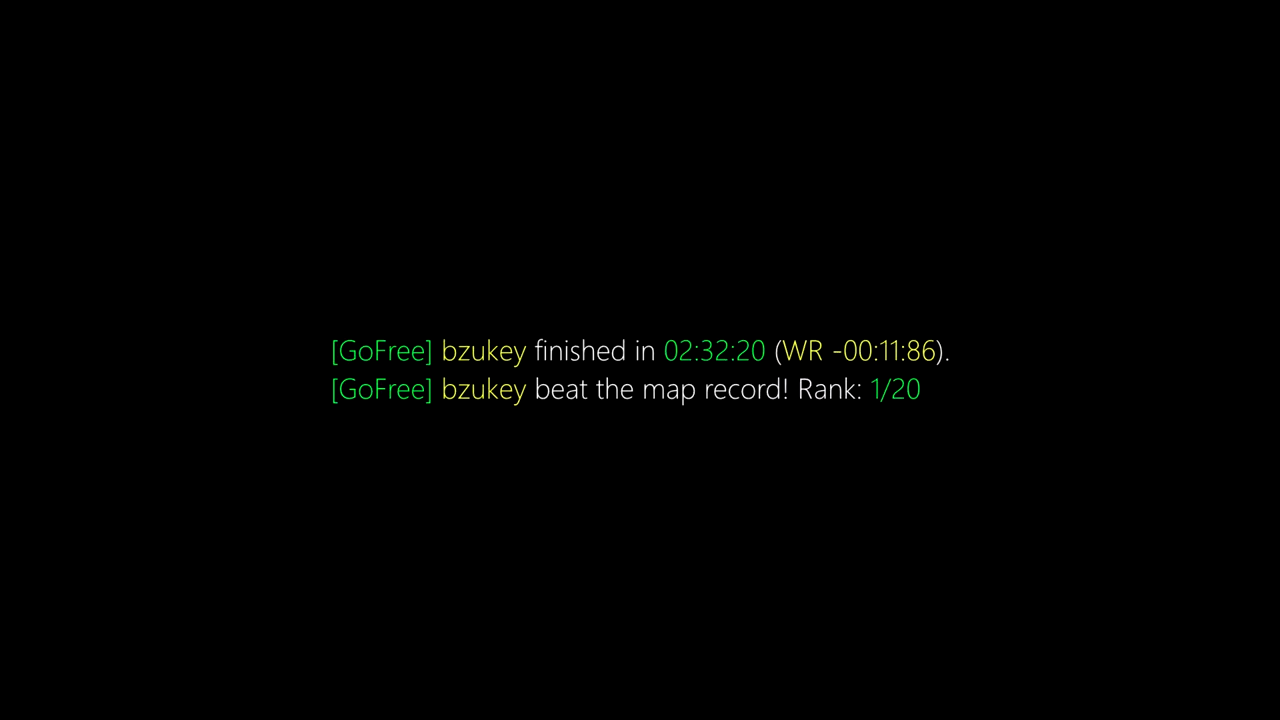 [GoFree] bzukey finished in 02:32:20 (WR -00:11:86).
[GoFree] bzukey beat the map record! Rank: 1/20